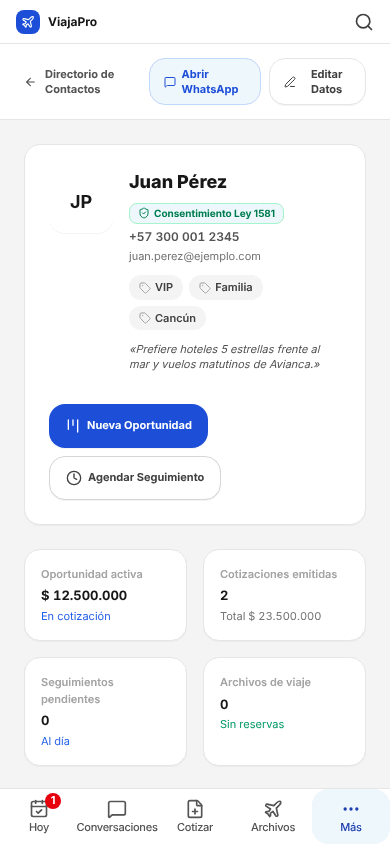 ViajaPro
Directorio de
Contactos
Abrir
WhatsApp
Editar
Datos
JP
Juan Pérez
Consentimiento Ley 1581
+57 300 001 2345
juan.perez@ejemplo.com
VIP
Familia
Cancún
«Prefiere hoteles 5 estrellas frente al
mar y vuelos matutinos de Avianca.»
Nueva Oportunidad
Agendar Seguimiento
Oportunidad activa
$ 12.500.000
En cotización
Cotizaciones emitidas
2
Total $ 23.500.000
Seguimientos
pendientes
0
Al día
Archivos de viaje
0
Sin reservas
1
Hoy
Conversaciones
Cotizar
Archivos
Más